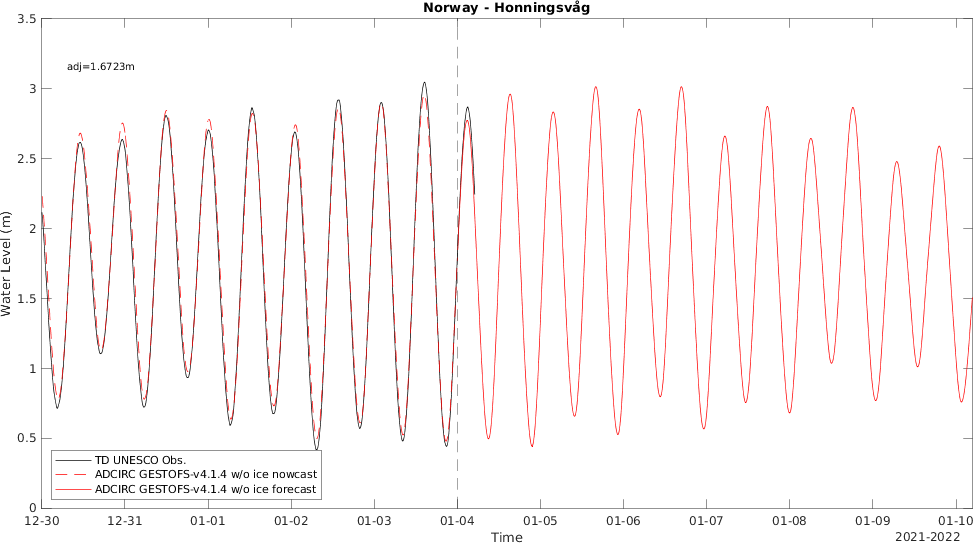 Norway - Honningsvåg
3.5
adj=1.6723m
3
2.5
2
1.5
1
0.5
0
Water Level (m)
TD UNESCO Obs.
ADCIRC GESTOFS-v4.1.4 w/o ice nowcast
ADCIRC GESTOFS-v4.1.4 w/o ice forecast
12-30 12-31 01-01 01-02 01-03 01-04 01-05 01-06 01-07 01-08 01-09 01-10
Time
2021-2022